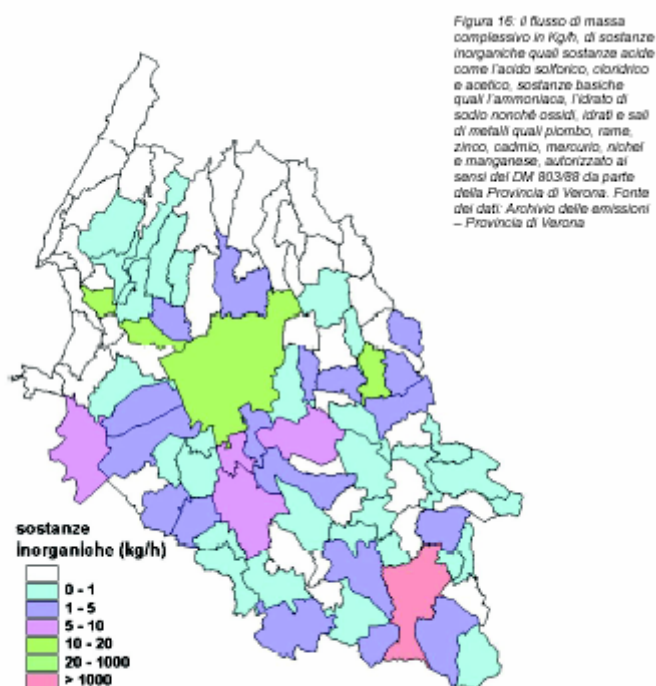 Figura 16: il flusso di massa
complessivo in Kg/h, di sostanze
inorganiche quali sostanze acide
come l'acido solforico, cloridrico
e acetico, sostanze basiche
quali l'ammoniaca, l'idrato di
sodio nonchè ossidi, idrati e sali
di metalli quali piombo, rame,
zinco, cadmio, mercurio, nichel
e manganese, autorizzato ai
sensi del DM 803/88 da parte
della Provincia di Verona. Fonte
dei dati: Archivio delle emissioni
– Provincia di Verona
sostanze
inorganiche (kg/h)
0 - 1
1 - 5
5 - 10
10 - 20
20 - 1000
> 1000